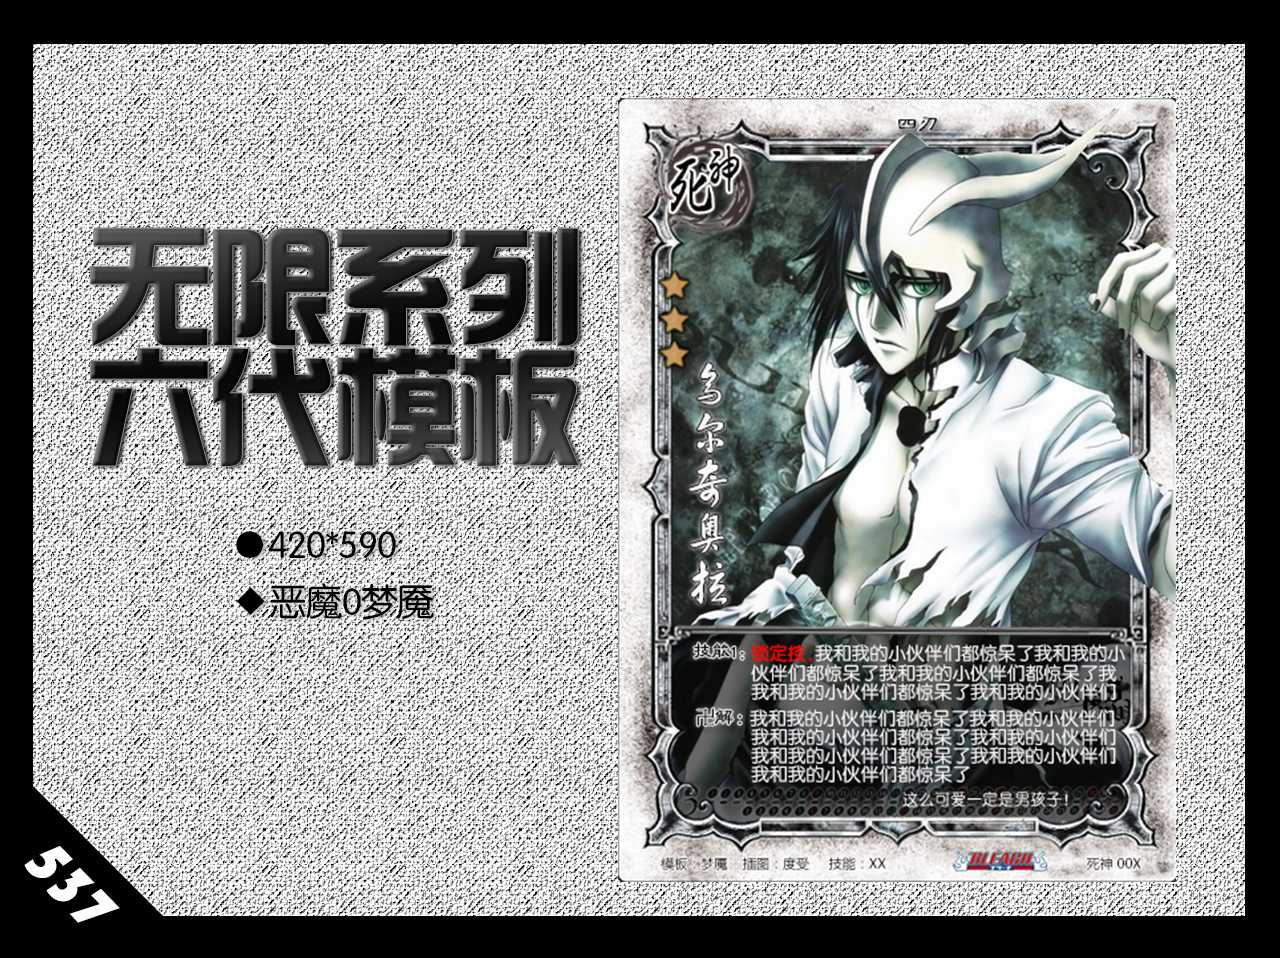 无限系列
六代模板
●420*590
◆恶魔0梦魇
537
四刃
死神
乌尔奇奥拉
技能1：锁定技,我和我的小伙伴们都惊呆了我和我的小
伙伴们都惊呆了我和我的小伙伴们都惊呆了我
我和我的小伙伴们都惊呆了我和我的小伙伴们
卍解：我和我的小伙伴们都惊呆了我和我的小伙伴们
我和我的小伙伴们都惊呆了我和我的小伙伴们
我和我的小伙伴们都惊呆了我和我的小伙伴们
我和我的小伙伴们都惊呆了
这么可爱一定是男孩子！
模板：梦魇 插图：度受 技能：XX
BLEACH
死神 00X